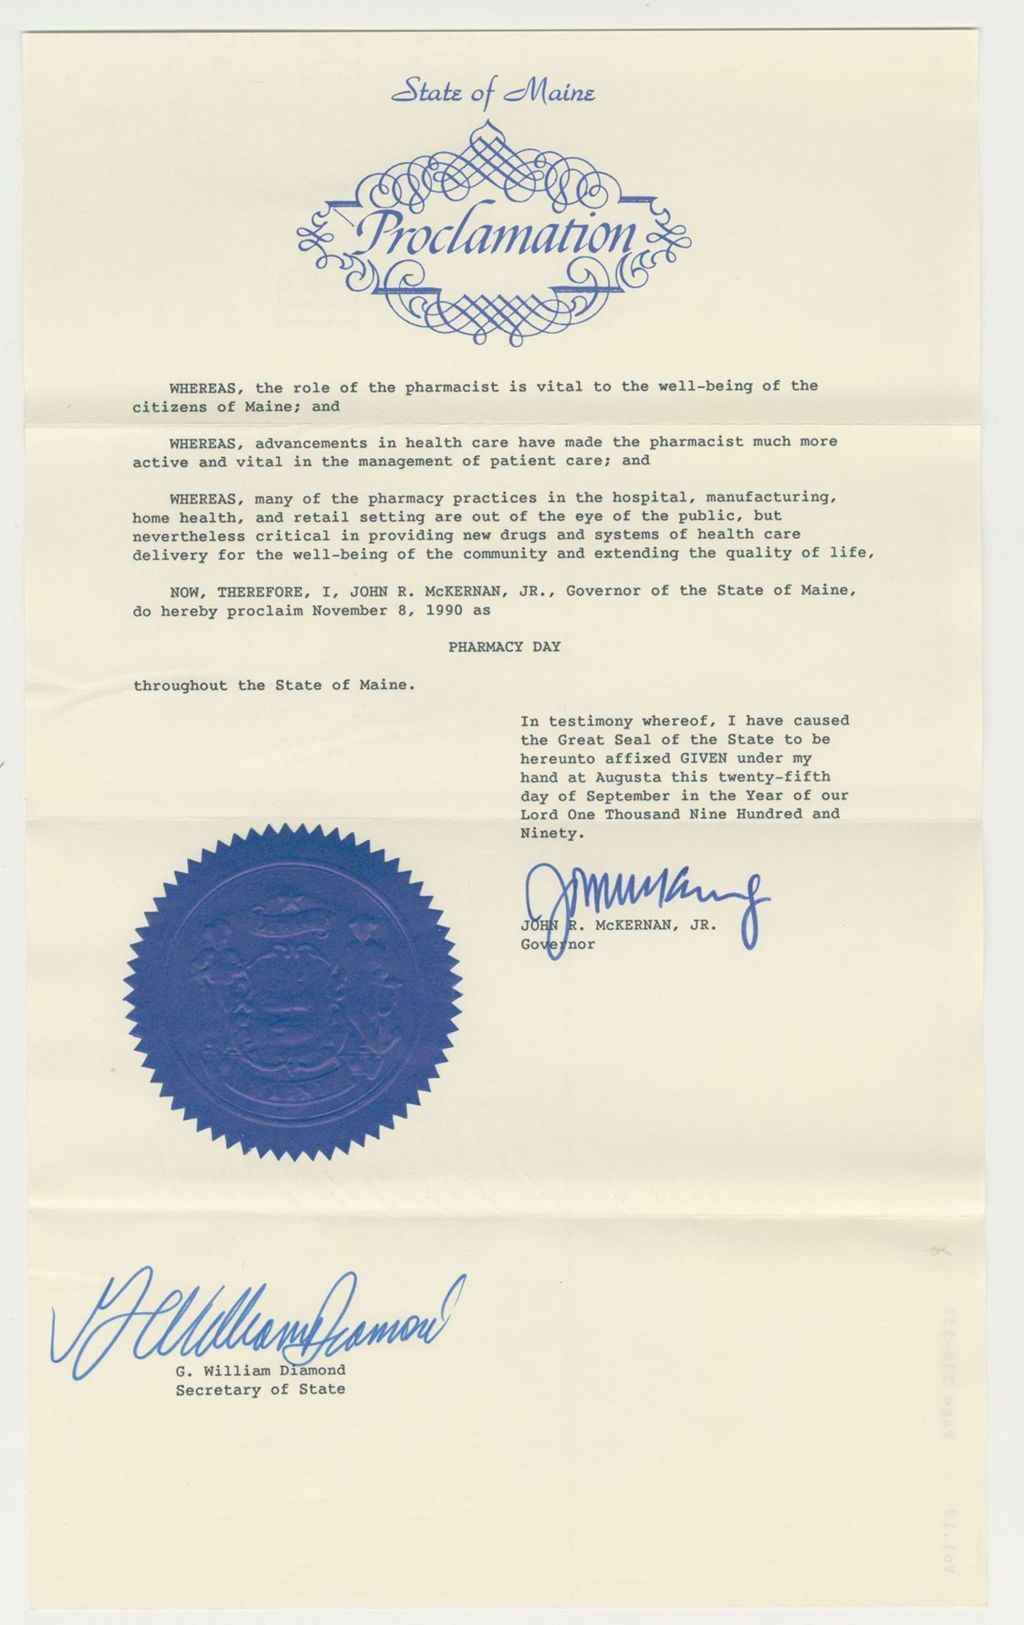 State of Maine
Proclamation
WHEREAS, the role of the pharmacist is vital to the well-being of the
citizens of Maine; and
WHEREAS, advancements in health care have made the pharmacist much more
active and vital in the management of patient care; and
WHEREAS, many of the pharmacy practices in the hospital, manufacturing,
home health, and retail setting are out of the eye of the public, but
nevertheless critical in providing new drugs and systems of health care
delivery for the well-being of the community and extending the quality of life,
NOW, THEREFORE, I, JOHN R. McKERNAN, JR., Governor of the State of Maine,
do hereby proclaim November 8, 1990 as
PHARMACY DAY
throughout the State of Maine.
In testimony whereof, I have caused
the Great Seal of the State to be
hereunto affixed GIVEN under my
hand at Augusta this twenty-fifth
day of September in the Year of our
Lord One Thousand Nine Hundred and
Ninety.
JOHN R. McKERNAN, JR.
Governor
G William Diamond
G. William Diamond
Secretary of State